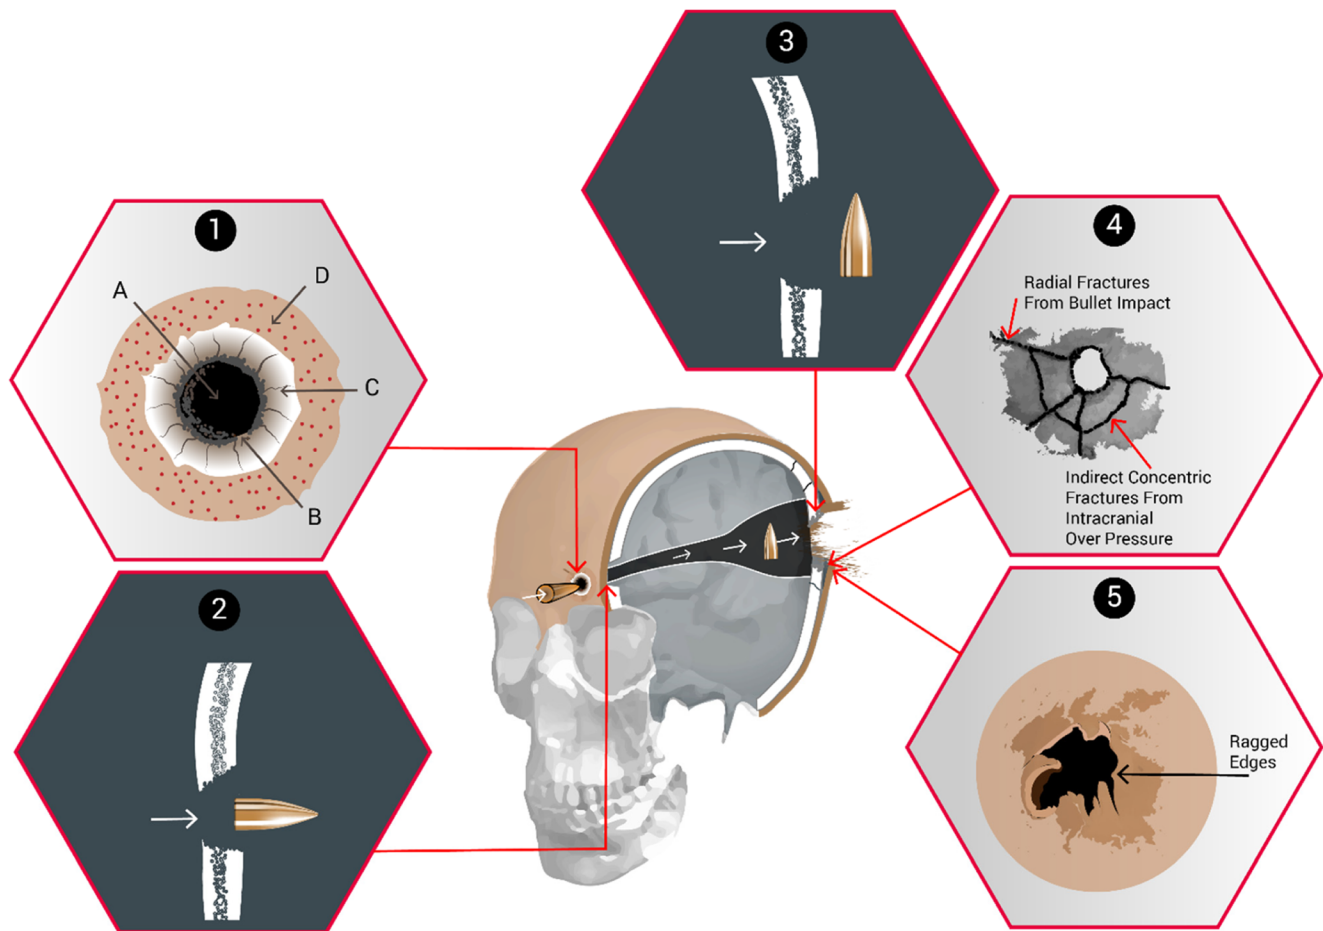 1
A
D
C
B
2
3
4
Radial Fractures
From Bullet Impact
Indirect Concentric
Fractures From
Intracranial
Over Pressure
5
Ragged
Edges